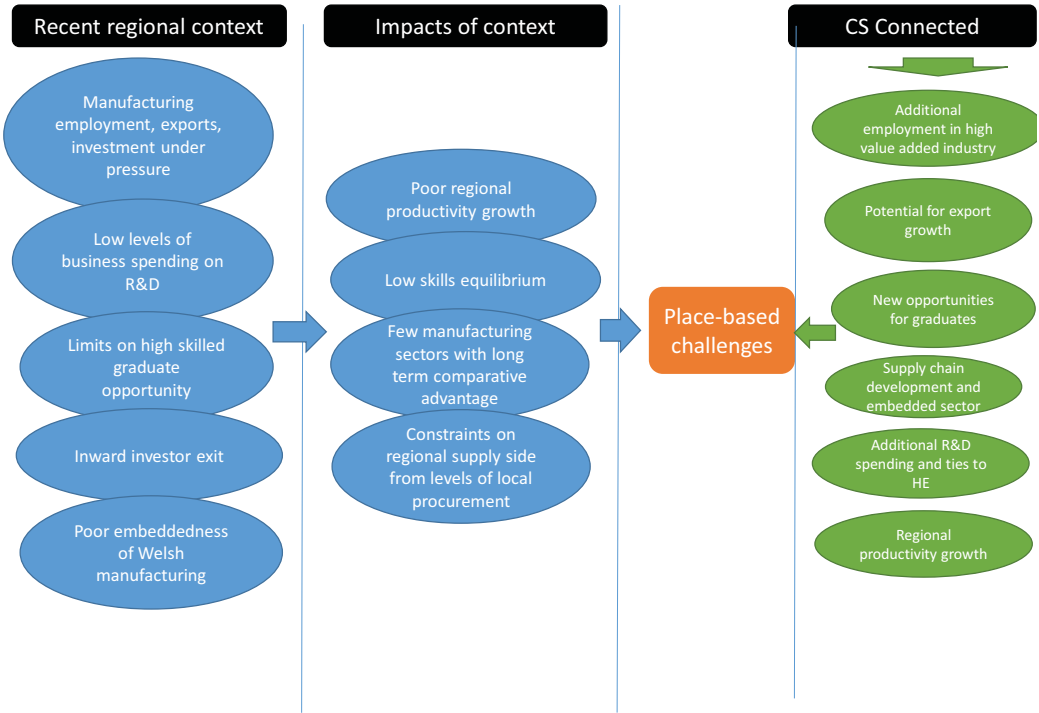 Recent regional context
Manufacturing
employment, exports,
investment under
pressure
Low levels of
business spending on
R&D
Limits on high skilled
graduate
opportunity
Inward investor exit
Poor embeddedness
of Welsh
manufacturing
Impacts of context
Poor regional
productivity growth
Low skills equilibrium
Few manufacturing
sectors with long
term comparative
advantage
Constraints on
regional supply side
from levels of local
procurement
Place-based
challenges
CS Connected
Additional
employment in high
value added industry
Potential for export
growth
New opportunities
for graduates
Supply chain
development and
embedded sector
Additional R&D
spending and ties to
HE
Regional
productivity growth